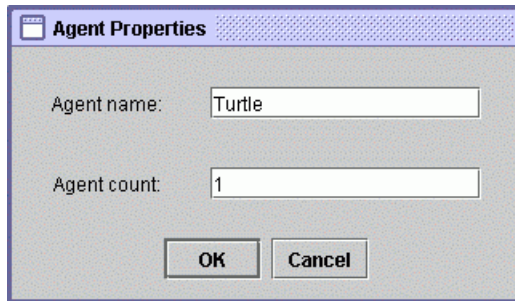 Agent Properties
Agent name: Turtle
Agent count: 1
OK Cancel